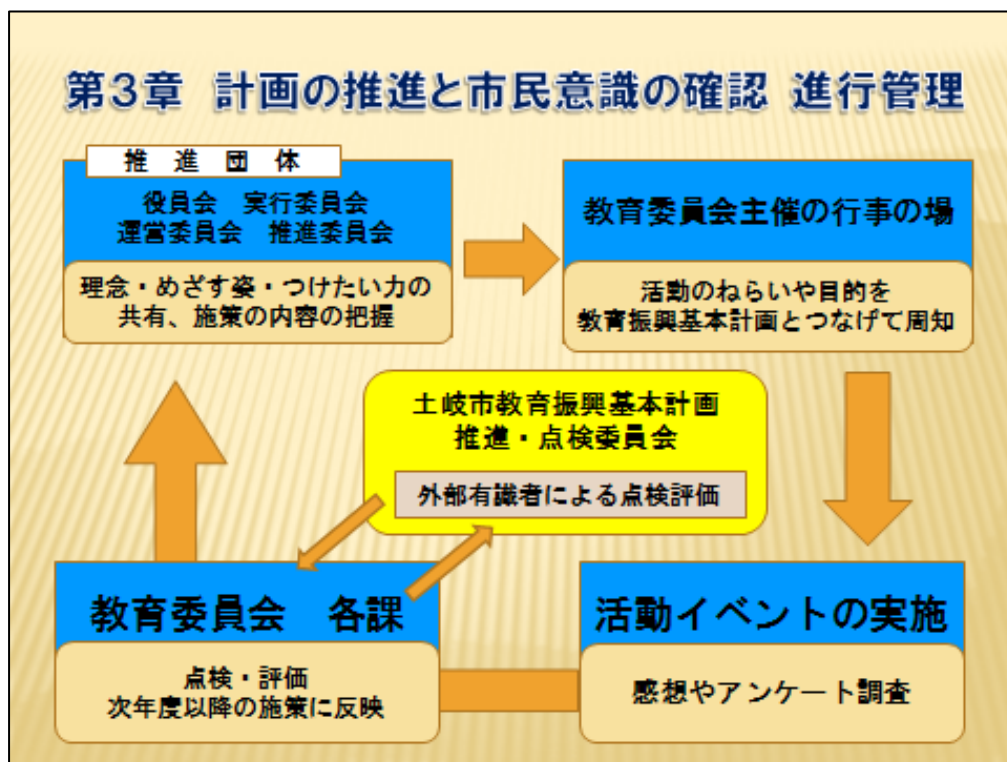 第3章 計画の推進と市民意識の確認 進行管理
推 進 団 体
役員会 実行委員会
運営委員会 推進委員会
理念・めざす姿・つけたい力の
共有、施策の内容の把握
教育委員会主催の行事の場
活動のねらいや目的を
教育振興基本計画とつなげて周知
土岐市教育振興基本計画
推進・点検委員会
外部有識者による点検評価
教育委員会 各課
点検・評価
次年度以降の施策に反映
活動イベントの実施
感想やアンケート調査